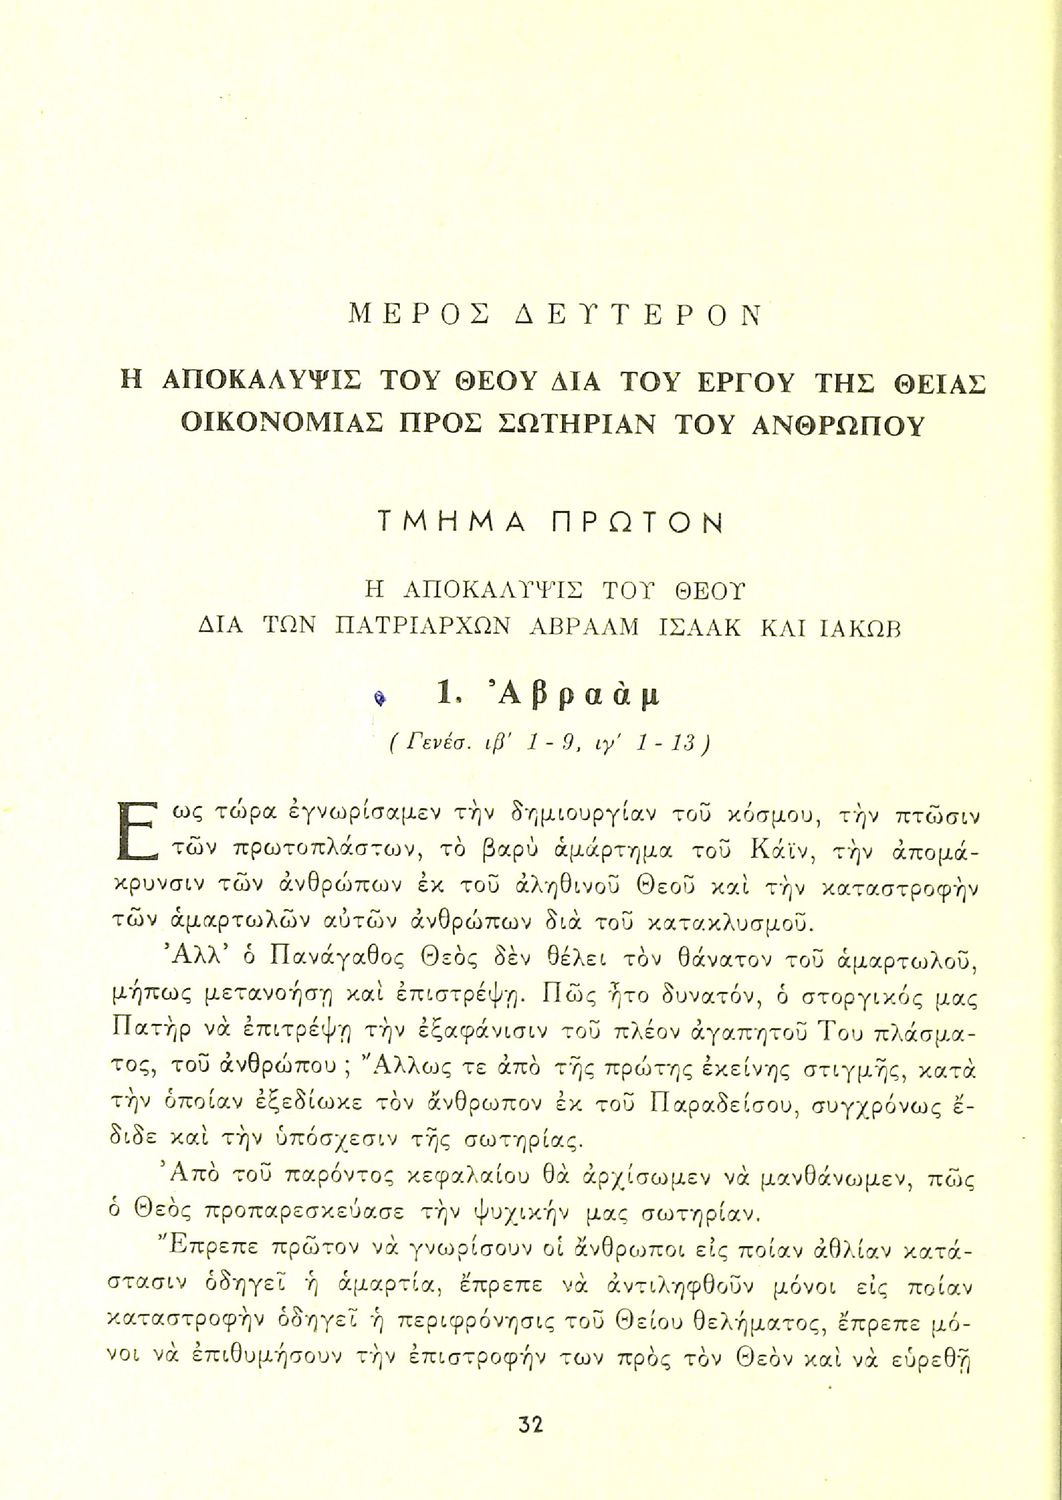 ΜΕΡΟΣ ΔΕΥΤΕΡΟΝ
Η ΑΠΟΚΑΛΥΨΙΣ ΤΟΥ ΘΕΟΥ ΔΙΑ ΤΟΥ ΕΡΓΟΥ ΤΗΣ ΘΕΙΑΣ
ΟΙΚΟΝΟΜΙΑΣ ΠΡΟΣ ΣΩΤΗΡΙΑΝ ΤΟΥ ΑΝΘΡΩΠΟΥ
ΤΜΗΜΑ ΠΡΩΤΟΝ
Η ΑΠΟΚΑΛΥΨΙΣ ΤΟΥ ΘΕΟΥ
ΔΙΑ ΤΩΝ ΠΑΤΡΙΑΡΧΩΝ ΑΒΡΑΑΜ ΙΣΑΑΚ ΚΑΙ ΙΑΚΩΒ
1. Ἀβραὰμ
(Γενέσ. ιβ' 1-9, ιγ' 1-13)
Εως τώρα ἐγνωρίσαμεν τὴν δημιουργίαν τοῦ κόσμου, τὴν πτῶσιν
τῶν πρωτοπλάστων, τὸ βαρὺ ἁμάρτημα τοῦ Κάϊν, τὴν ἀπομά-
κρυνσιν τῶν ἀνθρώπων ἐκ τοῦ ἀληθινοῦ Θεοῦ καὶ τὴν καταστροφὴν
τῶν ἁμαρτωλῶν αὐτῶν ἀνθρώπων διὰ τοῦ κατακλυσμοῦ.
Ἀλλ' ὁ Πανάγαθος Θεὸς δὲν θέλει τὸν θάνατον τοῦ ἁμαρτωλοῦ,
μήπως μετανοήσῃ καὶ ἐπιστρέψῃ. Πῶς ἦτο δυνατόν, ὁ στοργικός μας
Πατὴρ νὰ ἐπιτρέψῃ τὴν ἐξαφάνισιν τοῦ πλέον ἀγαπητοῦ Του πλάσμα-
τος, τοῦ ἀνθρώπου ; Ἄλλως τε ἀπὸ τῆς πρώτης ἐκείνης στιγμῆς, κατὰ
τὴν ὁποίαν ἐξεδίωκε τὸν ἄνθρωπον ἐκ τοῦ Παραδείσου, συγχρόνως ἔ-
διδε καὶ τὴν ὑπόσχεσιν τῆς σωτηρίας.
Ἀπὸ τοῦ παρόντος κεφαλαίου θὰ ἀρχίσωμεν νὰ μανθάνωμεν, πῶς
ὁ Θεὸς προπαρεσκεύασε τὴν ψυχικήν μας σωτηρίαν.
Ἔπρεπε πρῶτον νὰ γνωρίσουν οἱ ἄνθρωποι εἰς ποίαν ἀθλίαν κατά-
στασιν ὁδηγεῖ ἡ ἁμαρτία, ἔπρεπε νὰ ἀντιληφθοῦν μόνοι εἰς ποίαν
καταστροφὴν ὁδηγεῖ ἡ περιφρόνησις τοῦ Θείου θελήματος, ἔπρεπε μό-
νοι νὰ ἐπιθυμήσουν τὴν ἐπιστροφήν των πρὸς τὸν Θεὸν καὶ νὰ εὑρεθῇ
32